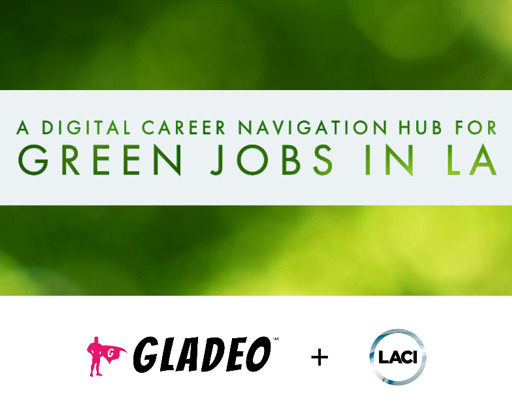 A DIGITAL CAREER NAVIGATION HUB FOR
GREEN JOBS IN LA
G GLADEO + LACI